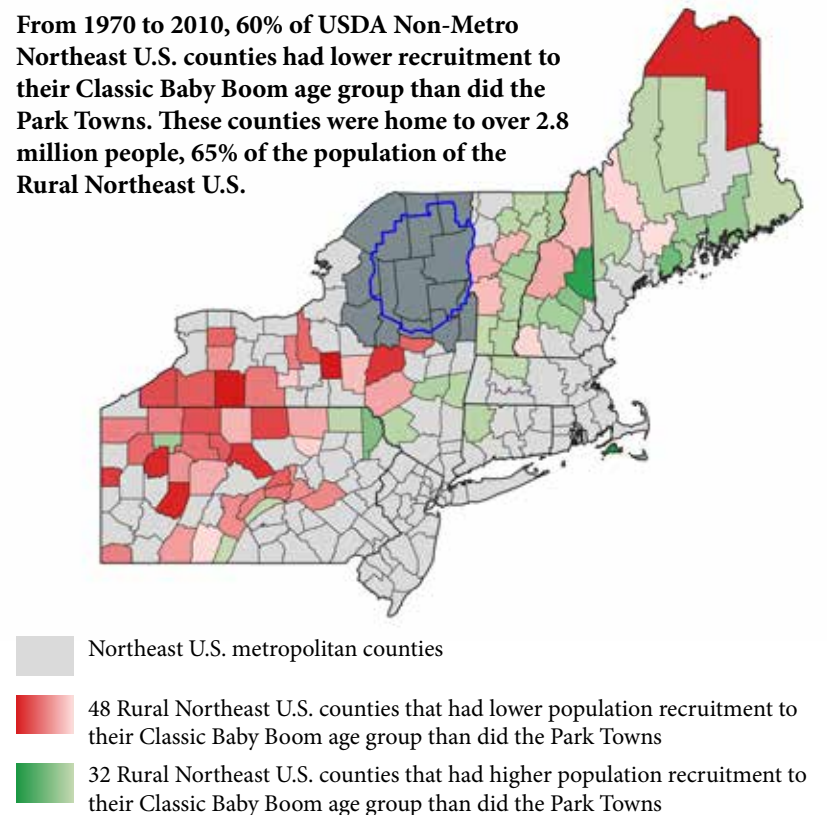 From 1970 to 2010, 60% of USDA Non-Metro
Northeast U.S. counties had lower recruitment to
their Classic Baby Boom age group than did the
Park Towns. These counties were home to over 2.8
million people, 65% of the population of the
Rural Northeast U.S.
Northeast U.S. metropolitan counties
48 Rural Northeast U.S. counties that had lower population recruitment to
their Classic Baby Boom age group than did the Park Towns
32 Rural Northeast U.S. counties that had higher population recruitment to
their Classic Baby Boom age group than did the Park Towns